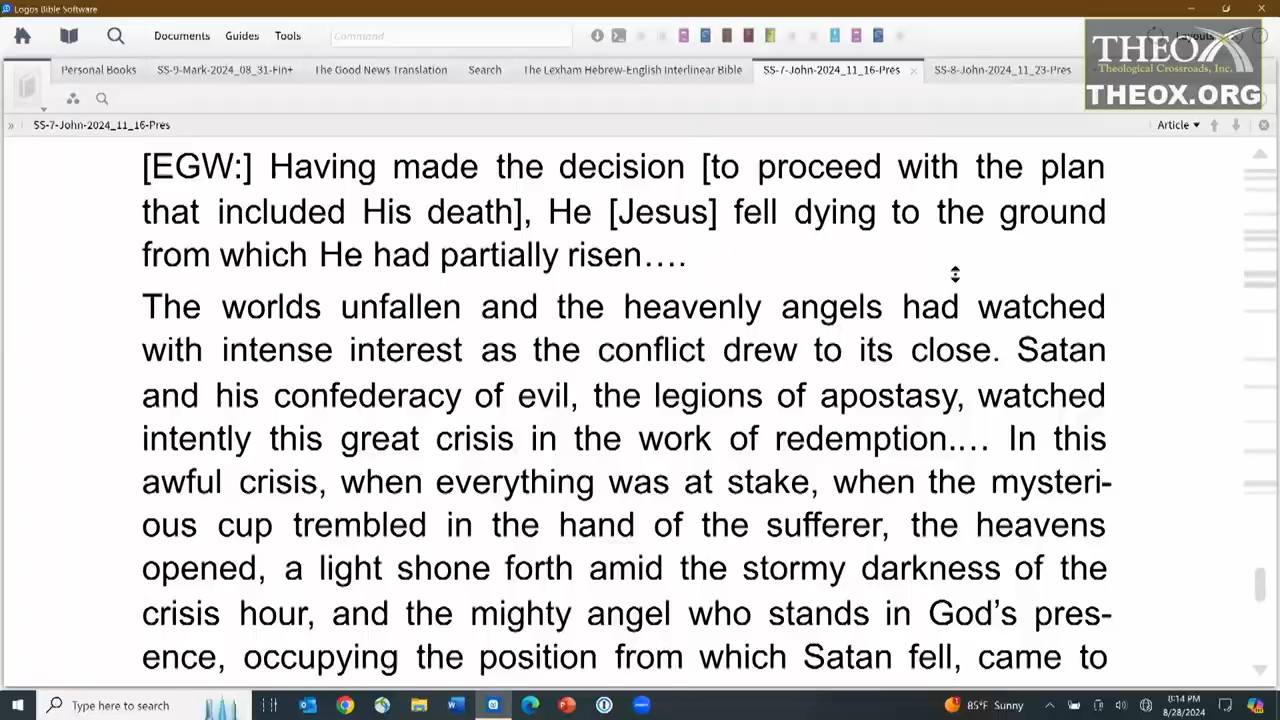 Logos Bible Software
Documents Guides Tools Command
Personal Books SS-9-Mark-2024_08_31-Fin+ The Good News The Lexham Hebrew-English Interlinear Bible SS-7-John-2024_11_16-Pres SS-8-John-2024_11_23-Pres
THEOX
Theological Crossroads, Inc.
THEOX.ORG
» SS-7-John-2024_11_16-Pres Article
[EGW:] Having made the decision [to proceed with the plan
that included His death], He [Jesus] fell dying to the ground
from which He had partially risen….
The worlds unfallen and the heavenly angels had watched
with intense interest as the conflict drew to its close. Satan
and his confederacy of evil, the legions of apostasy, watched
intently this great crisis in the work of redemption.… In this
awful crisis, when everything was at stake, when the mysteri-
ous cup trembled in the hand of the sufferer, the heavens
opened, a light shone forth amid the stormy darkness of the
crisis hour, and the mighty angel who stands in God’s pres-
ence, occupying the position from which Satan fell, came to
Type here to search
85°F Sunny
8:14 PM
8/28/2024